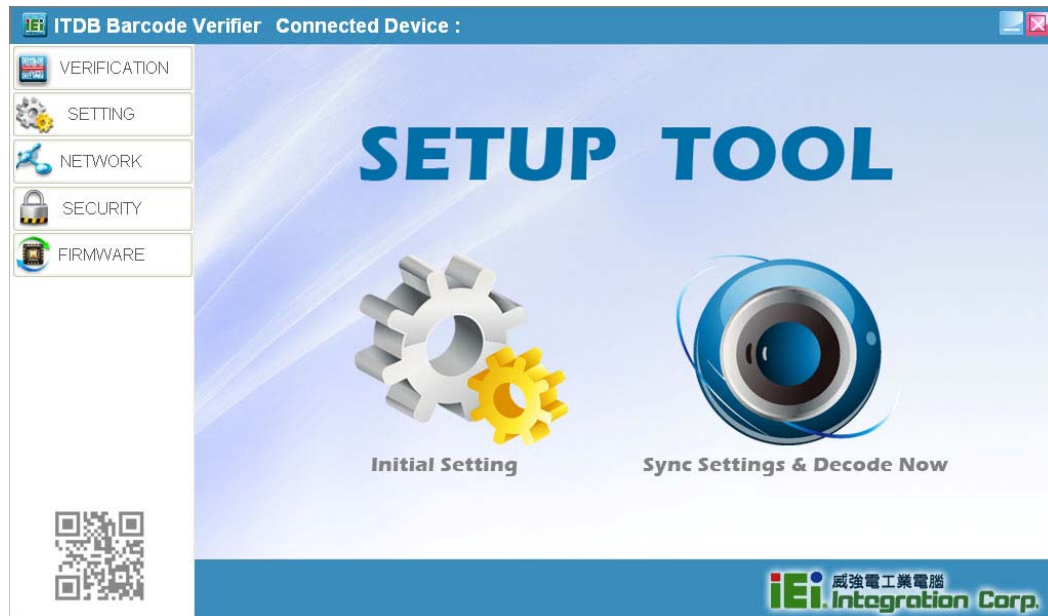 iEi ITDB Barcode Verifier Connected Device :
VERIFICATION
SETTING
NETWORK
SECURITY
FIRMWARE
SETUP TOOL
Initial Setting
Sync Settings & Decode Now
iEi 威強電工業電腦
Integration Corp.